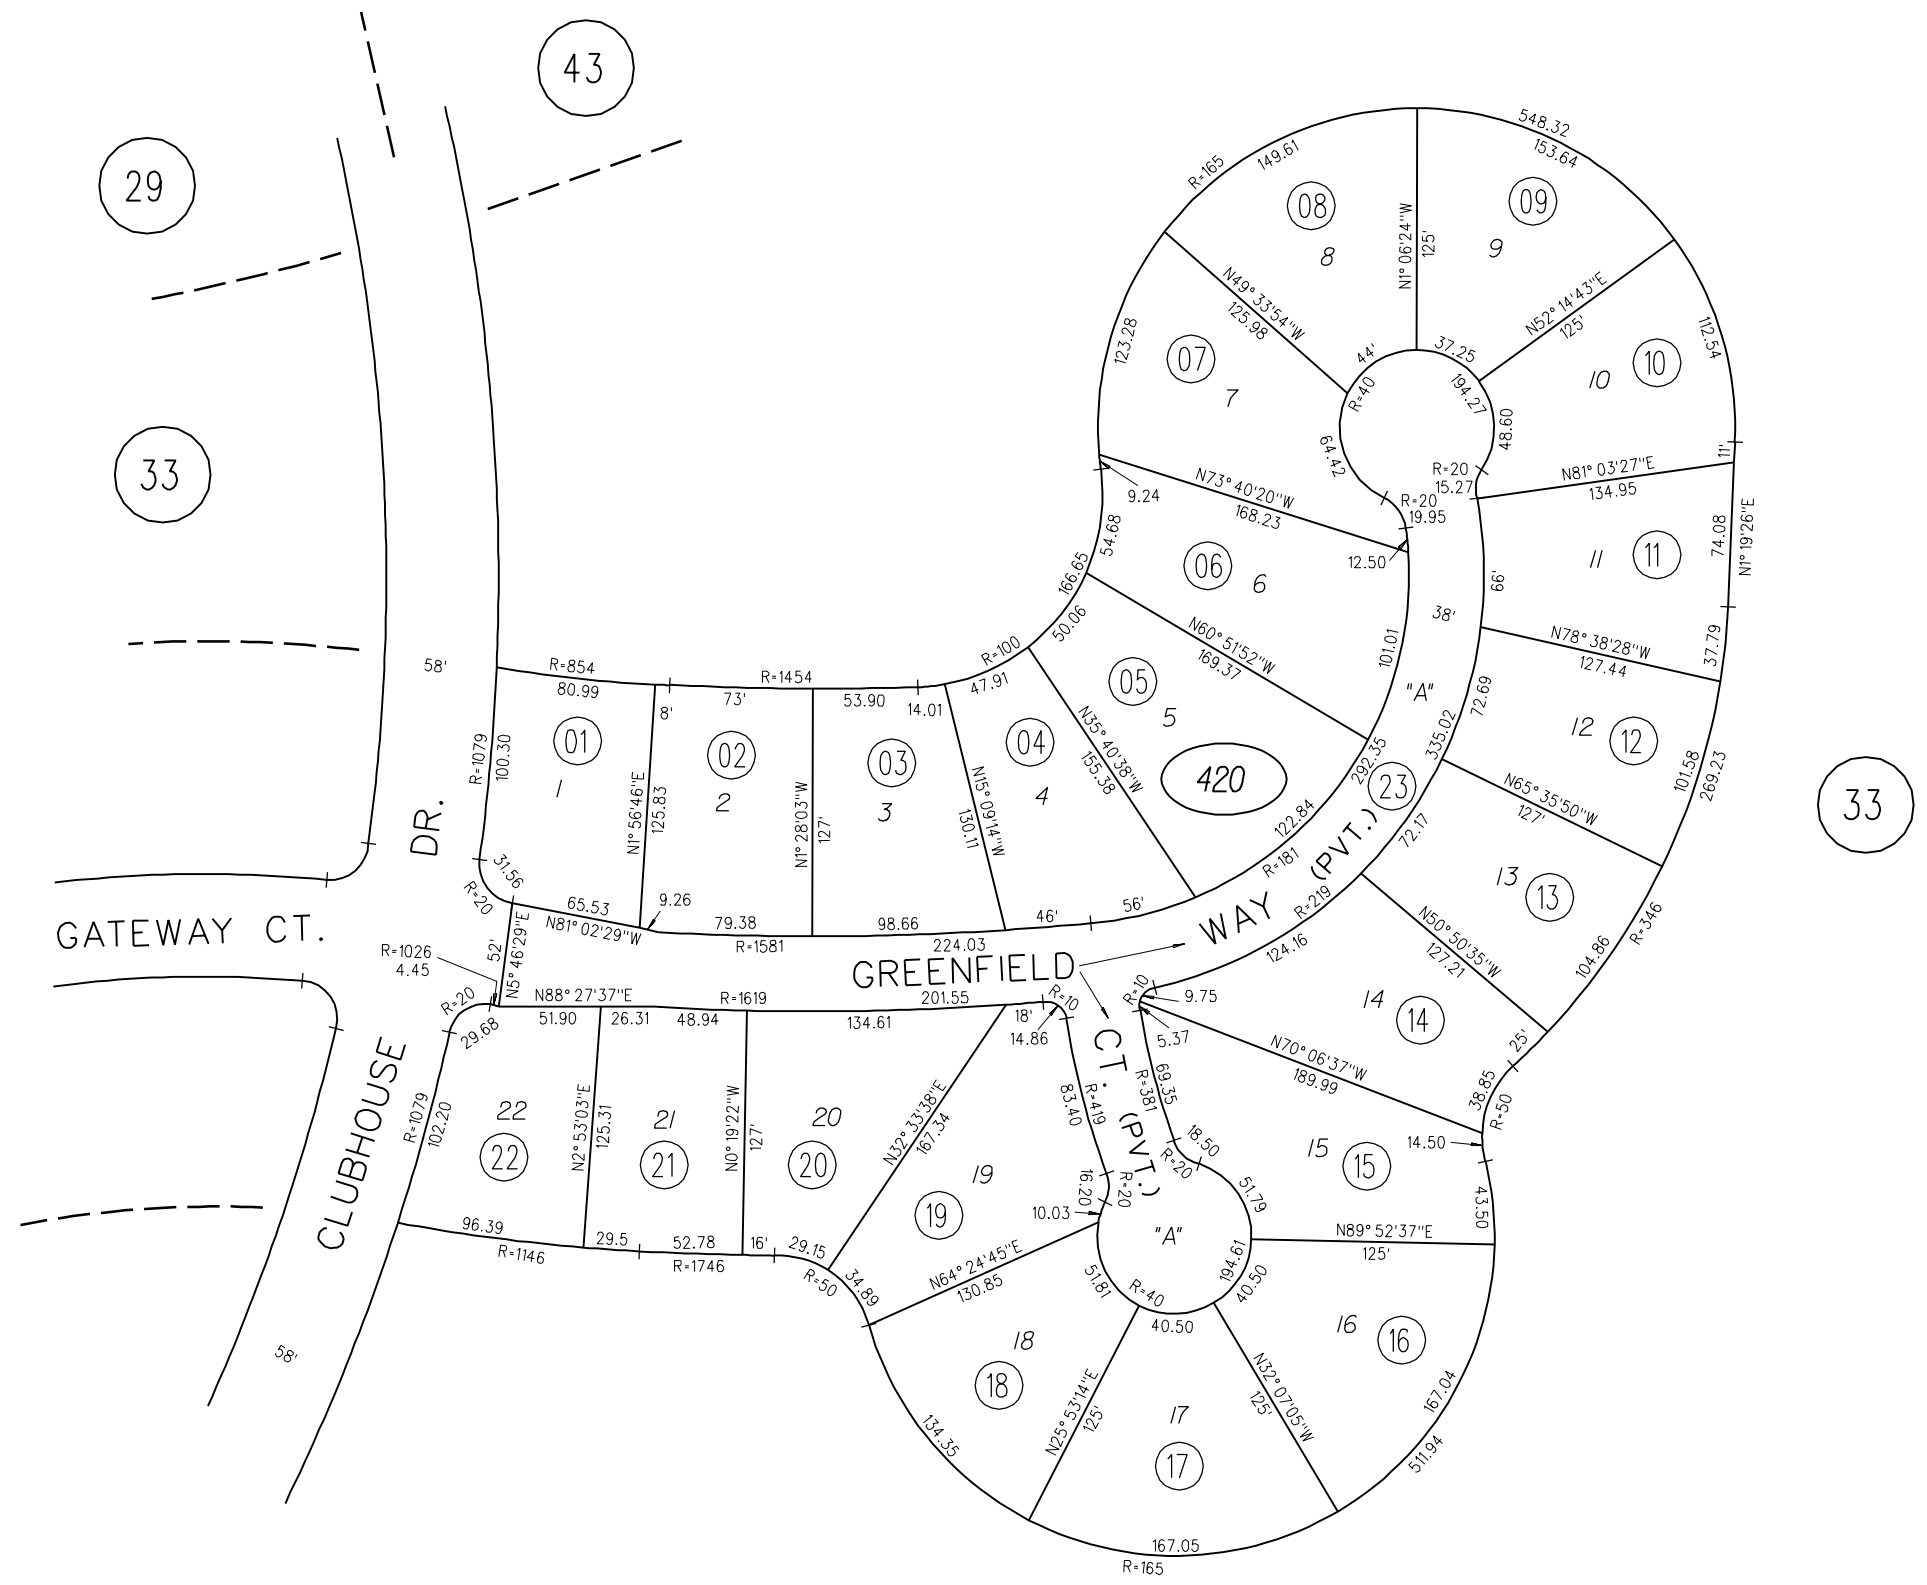 43
29
33
33
GATEWAY CT.
CLUBHOUSE
DR.
GREENFIELD
WAY (PVT.)
CT. (PVT.)
58'
58'
420
"A"
"A"
23
38'
R=854
80.99
R=1079
100.30
01
1
31.56
R=20
65.53
N81° 02'29"W
N1° 56'46"E
125.83
8'
R=1454
73'
02
2
9.26
79.38
R=1581
N1° 28'03"W
127'
53.90
14.01
03
3
98.66
224.03
N15° 09'14"W
130.11
R=100
47.91
04
4
46'
56'
N35° 40'38"W
155.38
166.65
50.06
05
5
122.84
R=181
292.35
N60° 51'52"W
169.37
54.68
06
6
101.01
12.50
N73° 40'20"W
168.23
9.24
123.28
07
7
64.42
R=20
19.95
N49° 33'54"W
125.98
R=165
149.61
08
8
44'
R=40
N1° 06'24"W
125'
548.32
153.64
09
9
37.25
194.27
N52° 14'43"E
125'
112.54
10
10
48.60
R=20
15.27
11'
N81° 03'27"E
134.95
74.08
N1° 19'26"E
11
11
66'
N78° 38'28"W
127.44
37.79
12
12
72.69
335.02
101.58
269.23
N65° 35'50"W
127'
13
13
72.17
R=219
104.86
R=346
N50° 50'35"W
127.21
124.16
14
14
25'
38.85
R=50
R=10
9.75
5.37
N70° 06'37"W
189.99
14.50
15
15
43.50
69.35
R=381
18.50
R=20
51.79
N89° 52'37"E
125'
194.61
40.50
16
16
167.04
511.94
N32° 07'05"W
125'
R=40
40.50
17
17
167.05
R=165
N25° 53'14"E
125'
51.81
18
18
134.35
N64° 24'45"E
130.85
10.03
16.20
R=20
83.40
R=419
19
19
34.89
R=10
18'
14.86
N32° 33'38"E
167.34
R=50
29.15
16'
20
20
R=1619
201.55
134.61
N0° 19'22"W
127'
26.31
48.94
21
21
29.5
52.78
R=1746
N2° 53'03"E
125.31
N88° 27'37"E
51.90
22
22
96.39
R=1146
R=1079
102.20
R=20
29.68
R=1026
4.45
52'
N5° 46'29"E